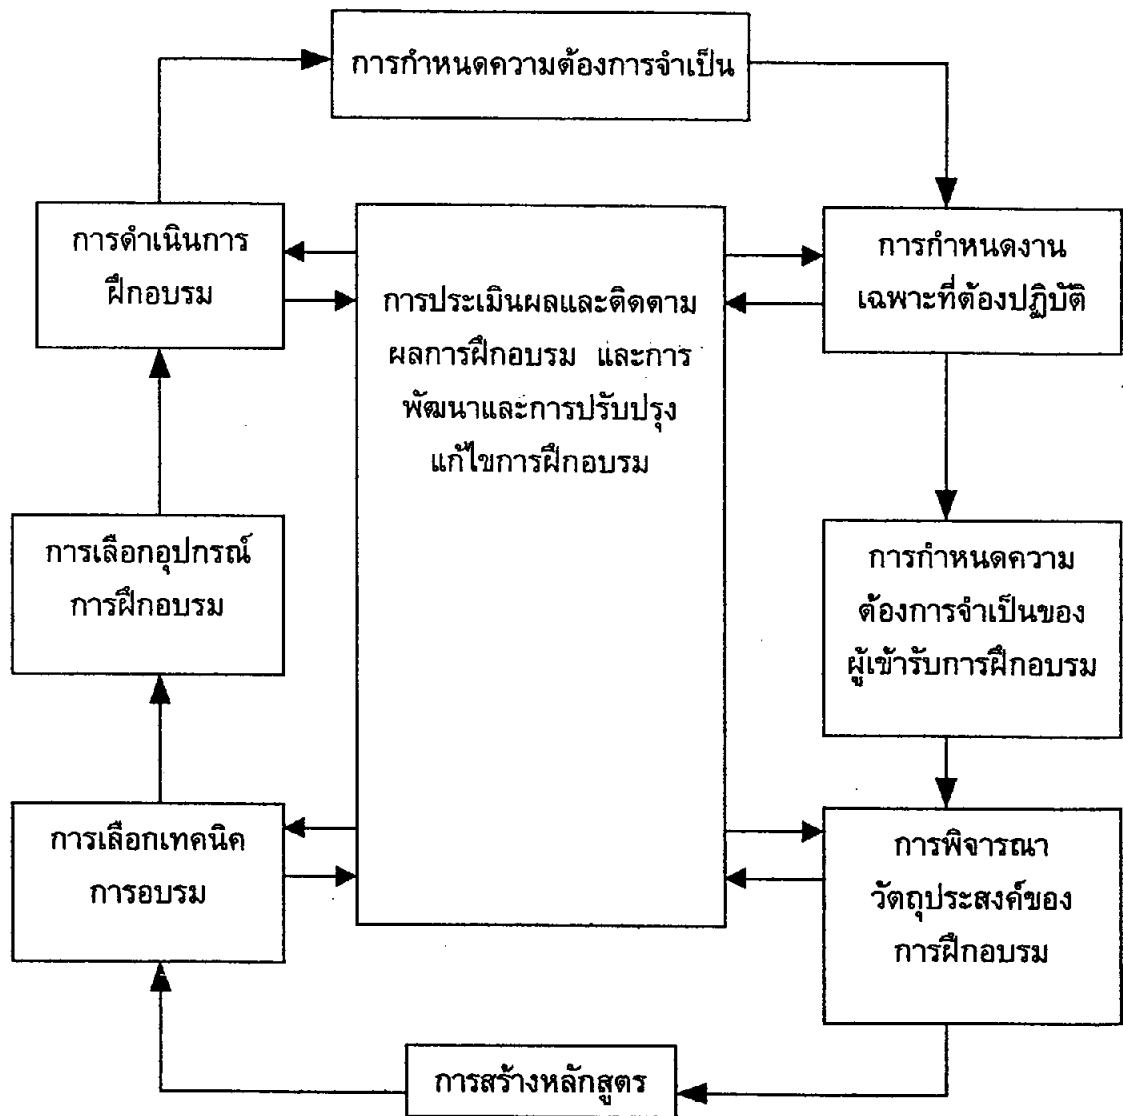 การกำหนดความต้องการจำเป็น
การดำเนินการ
ฝึกอบรม
การประเมินผลและติดตาม
ผลการฝึกอบรม และการ
พัฒนาและการปรับปรุง
แก้ไขการฝึกอบรม
การกำหนดงาน
เฉพาะที่ต้องปฏิบัติ
การเลือกอุปกรณ์
การฝึกอบรม
การกำหนดความ
ต้องการจำเป็นของ
ผู้เข้ารับการฝึกอบรม
การเลือกเทคนิค
การอบรม
การพิจารณา
วัตถุประสงค์ของ
การฝึกอบรม
การสร้างหลักสูตร